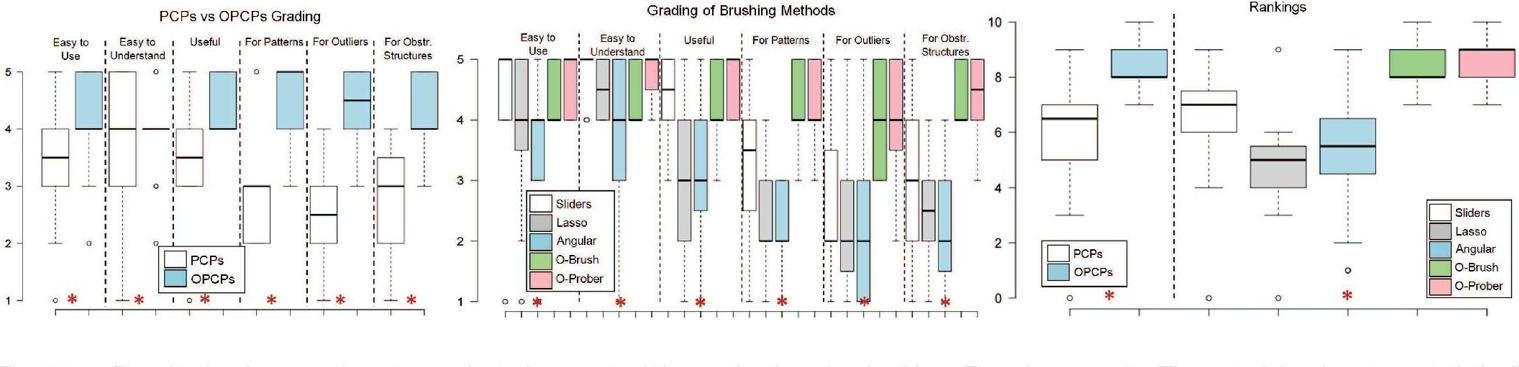 PCPs vs OPCPs Grading
Easy to
Use
Easy to
Understand
Useful
For Patterns
For Outliers
For Obstr.
Structures
5
4
3
2
1
PCPs
OPCPs
* * * * * *
Grading of Brushing Methods
Easy to
Use
Easy to
Understand
Useful
For Patterns
For Outliers
For Obstr.
Structures
5
4
3
2
1
Sliders
Lasso
Angular
O-Brush
O-Prober
* * * * * *
Rankings
10
8
6
4
2
0
PCPs
OPCPs
Sliders
Lasso
Angular
O-Brush
O-Prober
* *